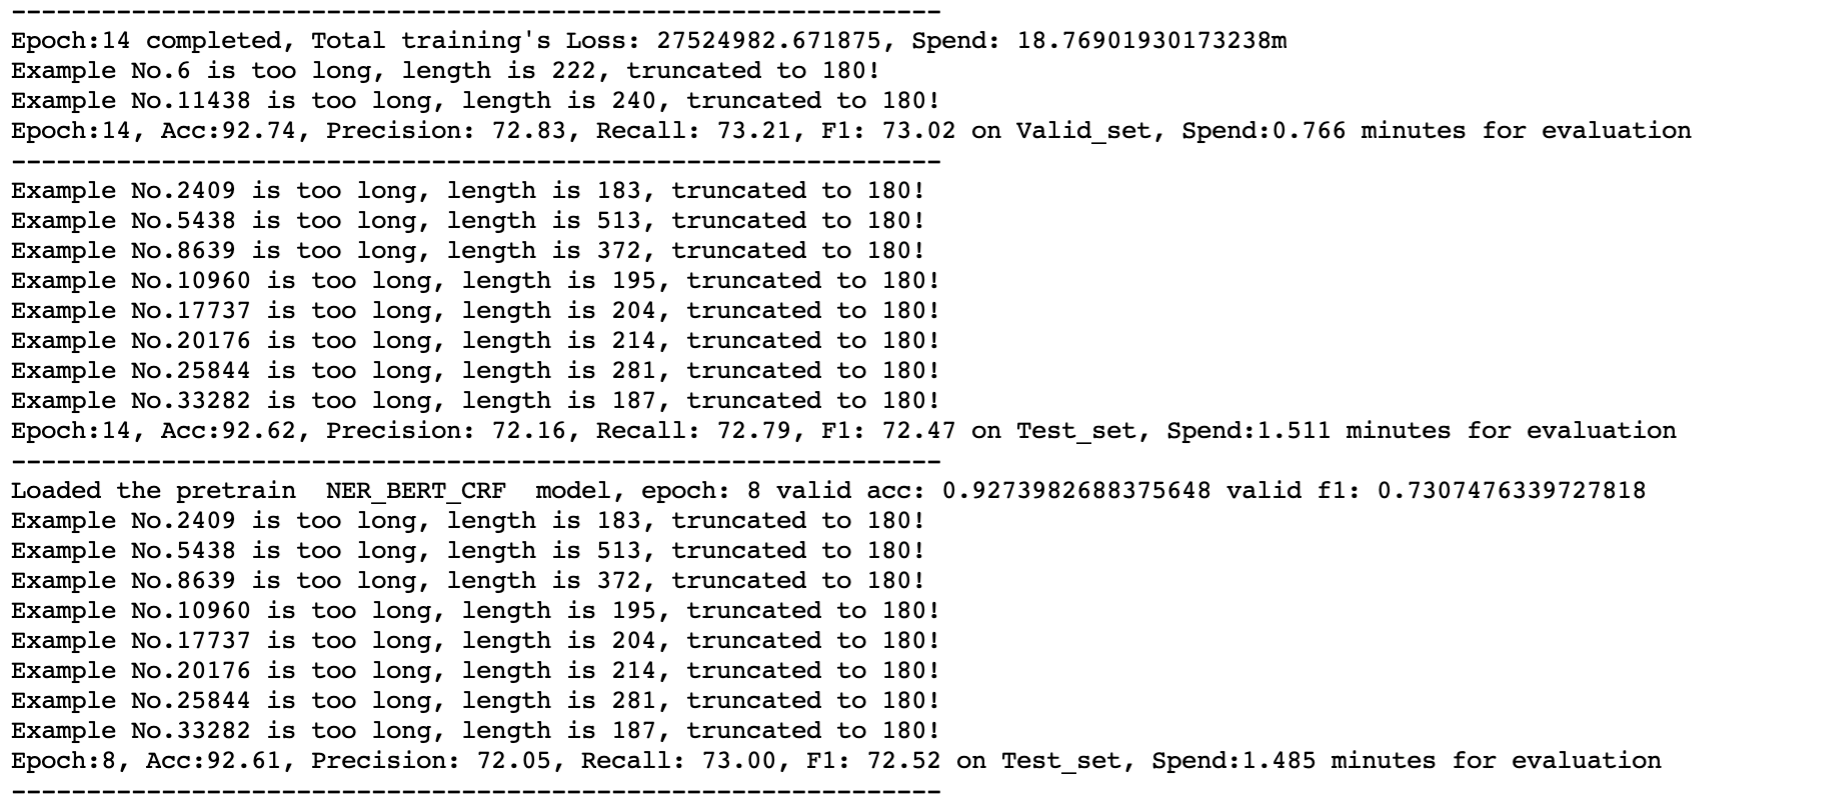 ------------------------------------------------------------------
Epoch:14 completed, Total training's Loss: 27524982.671875, Spend: 18.76901930173238m
Example No.6 is too long, length is 222, truncated to 180!
Example No.11438 is too long, length is 240, truncated to 180!
Epoch:14, Acc:92.74, Precision: 72.83, Recall: 73.21, F1: 73.02 on Valid_set, Spend:0.766 minutes for evaluation
--------------------------------------------------------------
Example No.2409 is too long, length is 183, truncated to 180!
Example No.5438 is too long, length is 513, truncated to 180!
Example No.8639 is too long, length is 372, truncated to 180!
Example No.10960 is too long, length is 195, truncated to 180!
Example No.17737 is too long, length is 204, truncated to 180!
Example No.20176 is too long, length is 214, truncated to 180!
Example No.25844 is too long, length is 281, truncated to 180!
Example No.33282 is too long, length is 187, truncated to 180!
Epoch:14, Acc:92.62, Precision: 72.16, Recall: 72.79, F1: 72.47 on Test_set, Spend:1.511 minutes for evaluation
--------------------------------------------------------------
Loaded the pretrain  NER_BERT_CRF  model, epoch: 8 valid acc: 0.9273982688375648 valid f1: 0.7307476339727818
Example No.2409 is too long, length is 183, truncated to 180!
Example No.5438 is too long, length is 513, truncated to 180!
Example No.8639 is too long, length is 372, truncated to 180!
Example No.10960 is too long, length is 195, truncated to 180!
Example No.17737 is too long, length is 204, truncated to 180!
Example No.20176 is too long, length is 214, truncated to 180!
Example No.25844 is too long, length is 281, truncated to 180!
Example No.33282 is too long, length is 187, truncated to 180!
Epoch:8, Acc:92.61, Precision: 72.05, Recall: 73.00, F1: 72.52 on Test_set, Spend:1.485 minutes for evaluation
--------------------------------------------------------------